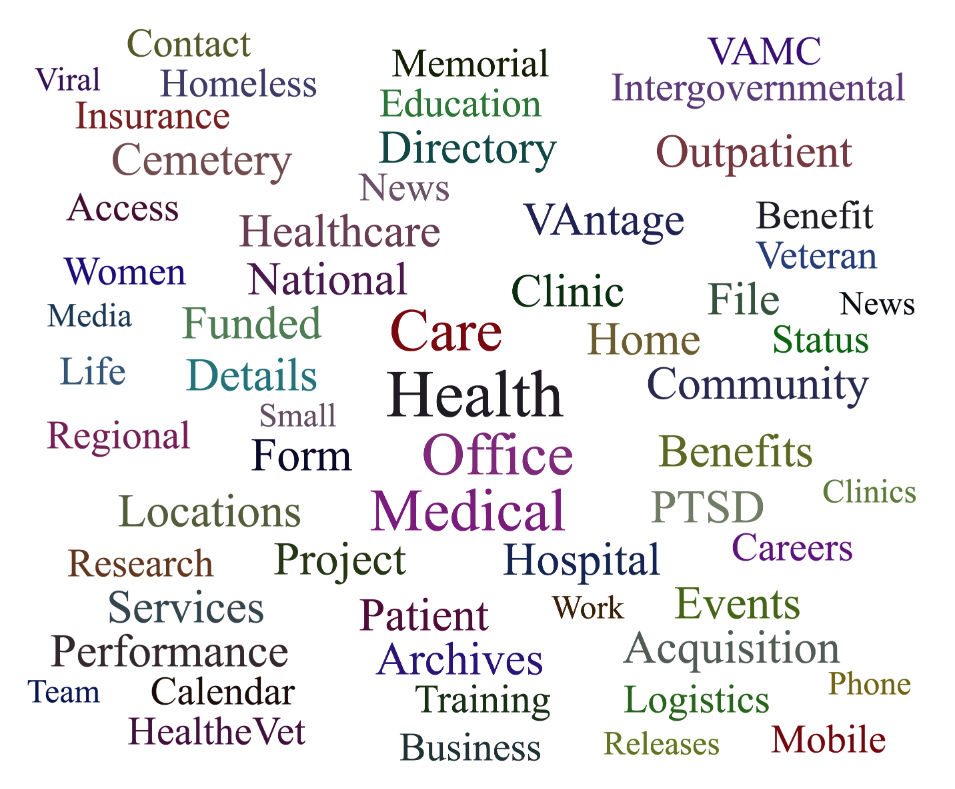 Contact
Memorial
VAMC
Viral
Homeless
Intergovernmental
Insurance
Education
Cemetery
Directory
Outpatient
News
Access
Healthcare
VAntage
Benefit
Women
National
Veteran
Clinic
File
News
Media
Funded
Care
Home
Status
Life
Details
Health
Community
Small
Regional
Form
Office
Benefits
Locations
Medical
PTSD
Clinics
Research
Project
Hospital
Careers
Services
Patient
Work
Events
Performance
Archives
Acquisition
Team
Calendar
Training
Logistics
Phone
HealtheVet
Business
Releases
Mobile